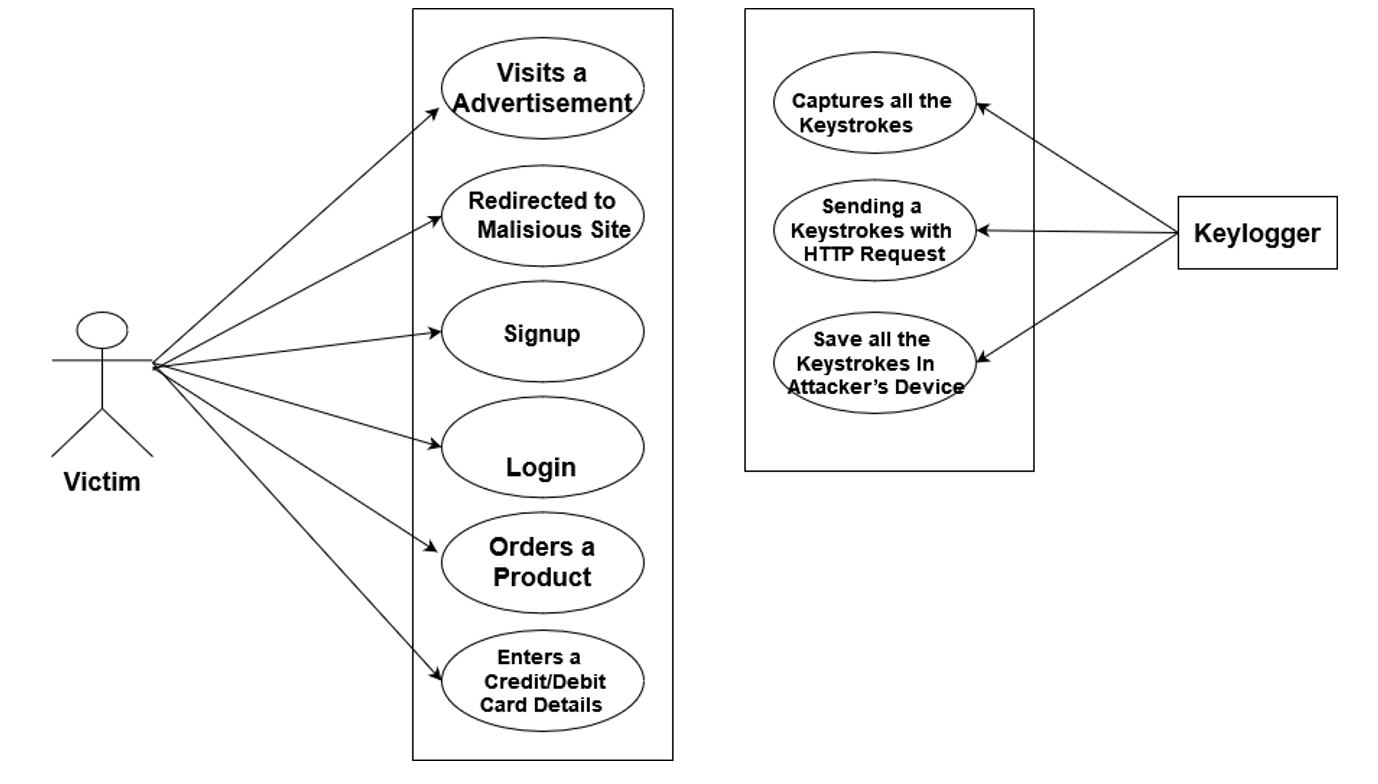 Visits a
Advertisement
Redirected to
Malisious Site
Signup
Login
Orders a
Product
Enters a
Credit/Debit
Card Details
Victim
Captures all the
Keystrokes
Sending a
Keystrokes with
HTTP Request
Save all the
Keystrokes In
Attacker’s Device
Keylogger